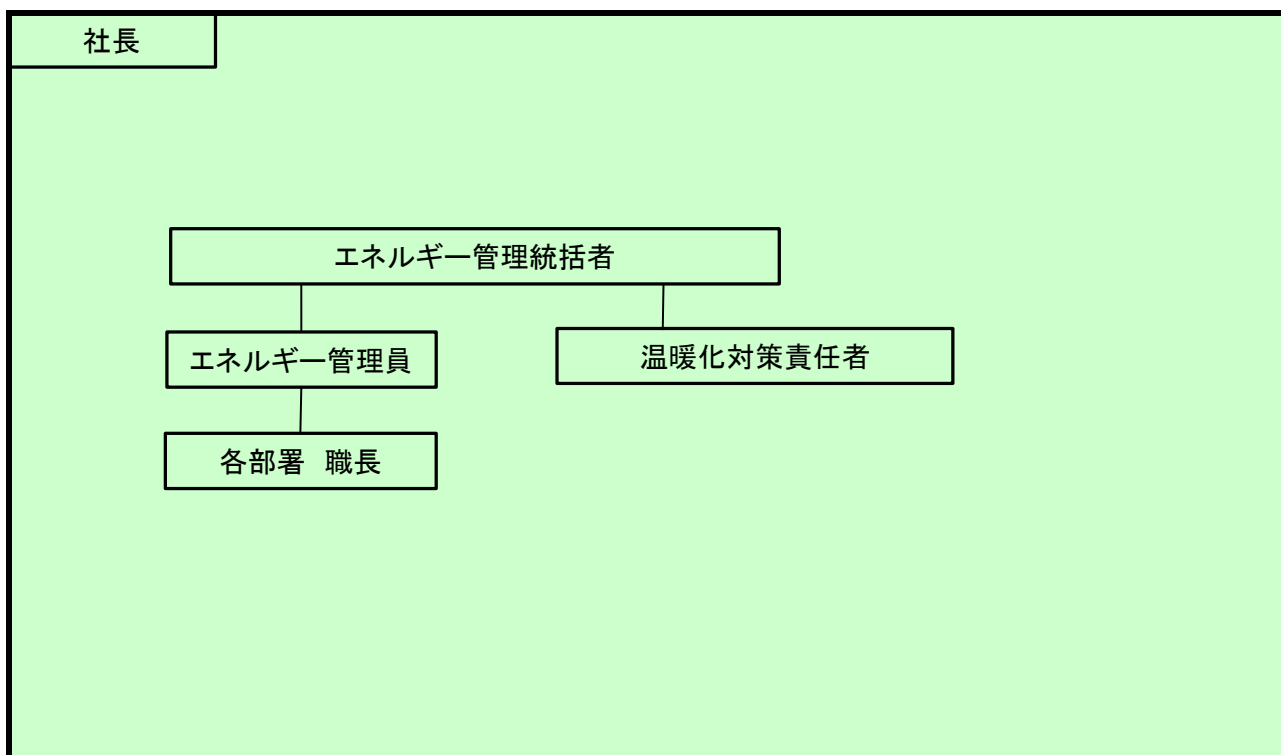 社長
エネルギー管理統括者
エネルギー管理員
温暖化対策責任者
各部署　職長